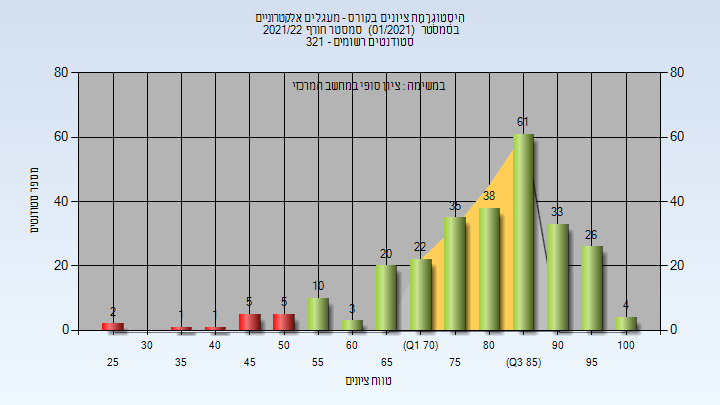 היסטוגרמת ציונים בקורס - מעגלים אלקטרוניים
בסמסטר (01/2021) סמסטר חורף 2021/22
סטודנטים רשומים - 321
במשימה : ציון סופי במחשב המרכזי
80 80
60 60
40 40
20 20
0 0
מספר סטודנטים
2 1 1 5 5 10 3 20 22 35 38 61 33 26 4
30 40 50 60 (Q1 70) 80 90 100
25 35 45 55 65 75 (Q3 85) 95
טווח ציונים